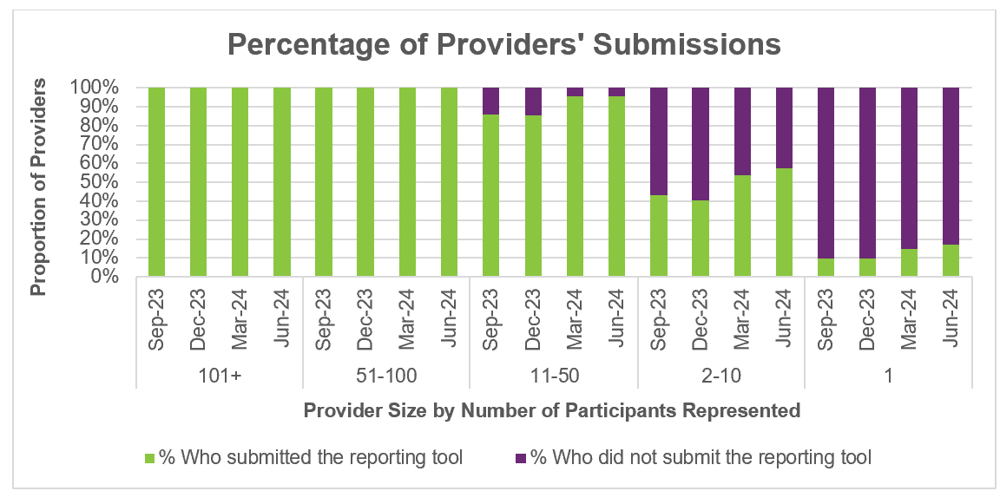 Percentage of Providers' Submissions
Proportion of Providers
100%
90%
80%
70%
60%
50%
40%
30%
20%
10%
0%
Sep-23 Dec-23 Mar-24 Jun-24 Sep-23 Dec-23 Mar-24 Jun-24 Sep-23 Dec-23 Mar-24 Jun-24 Sep-23 Dec-23 Mar-24 Jun-24 Sep-23 Dec-23 Mar-24 Jun-24
101+ 51-100 11-50 2-10 1
Provider Size by Number of Participants Represented
% Who submitted the reporting tool % Who did not submit the reporting tool